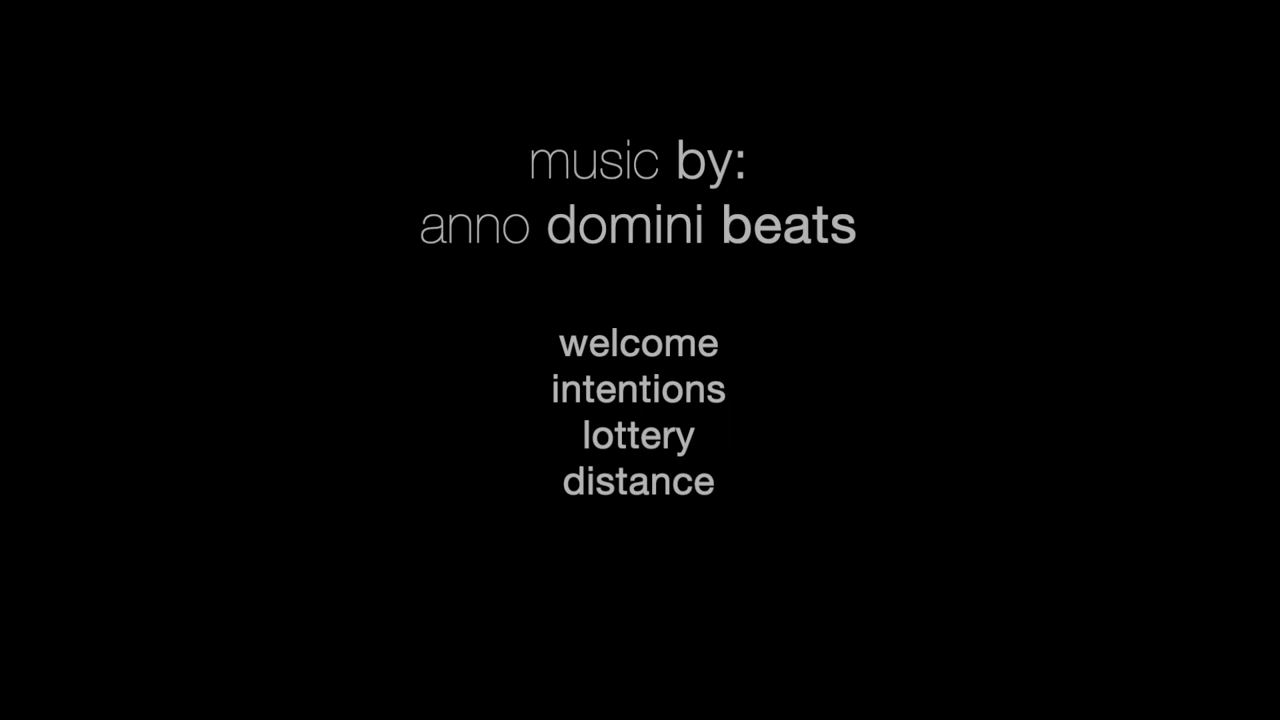 music by:
anno domini beats
welcome
intentions
lottery
distance